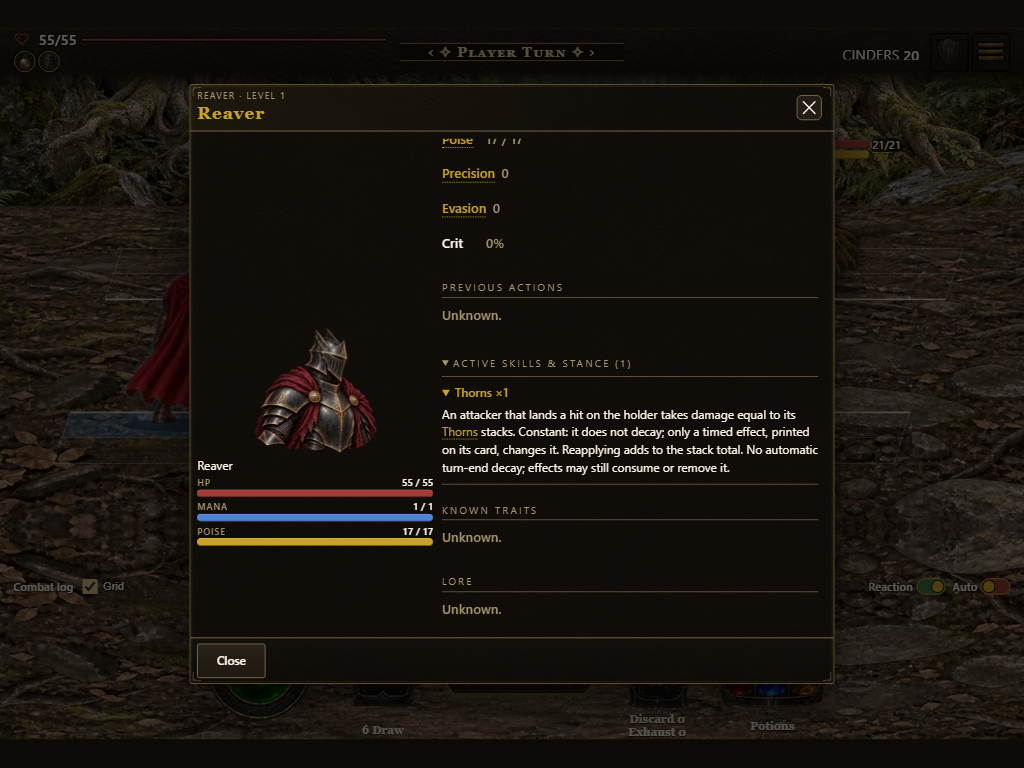 55/55
‹ ✧ PLAYER TURN ✧ ›
CINDERS 20
REAVER · LEVEL 1
Reaver
Poise 17 / 17
21/21
Precision 0
Evasion 0
Crit 0%
PREVIOUS ACTIONS
Unknown.
▼ ACTIVE SKILLS & STANCE (1)
▼ Thorns ×1
An attacker that lands a hit on the holder takes damage equal to its
Thorns stacks. Constant: it does not decay; only a timed effect, printed
on its card, changes it. Reapplying adds to the stack total. No automatic
turn-end decay; effects may still consume or remove it.
Reaver
HP 55 / 55
MANA 1 / 1
POISE 17 / 17
KNOWN TRAITS
Unknown.
LORE
Unknown.
Combat log Grid
Reaction Auto
Close
6 Draw
Discard 0
Exhaust 0
Potions